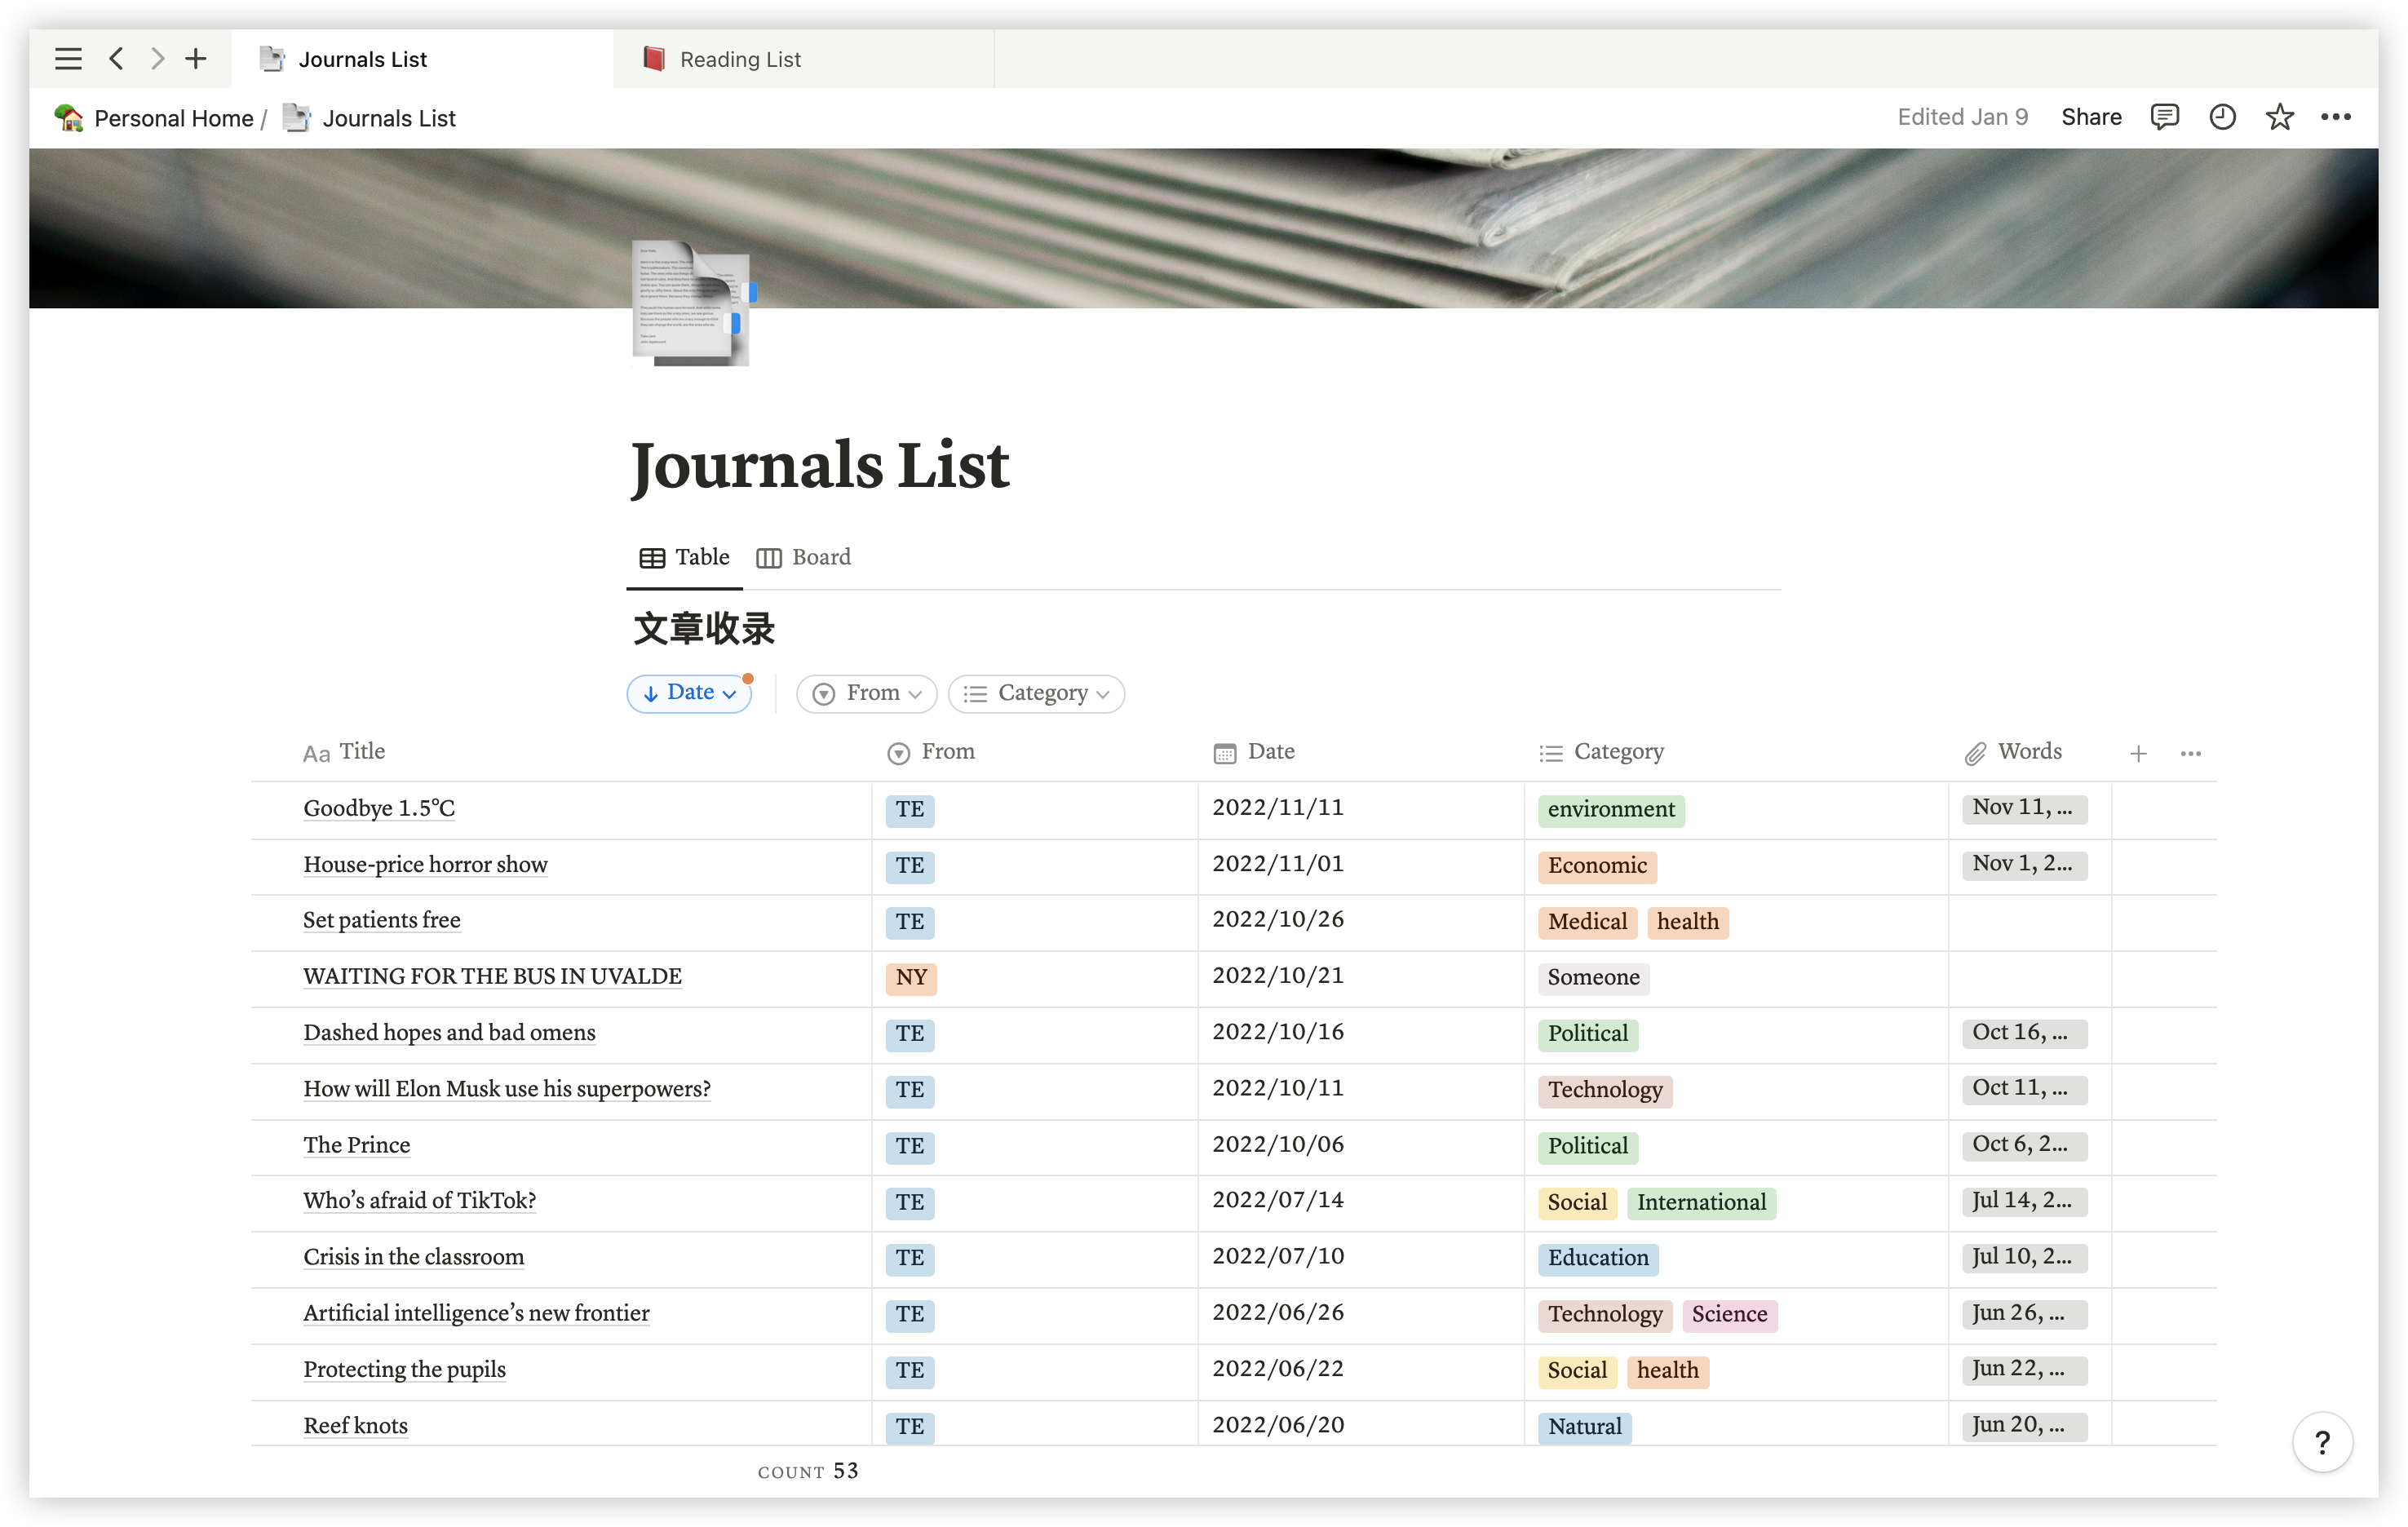 Journals List
Reading List
Personal Home / Journals List
Edited Jan 9 Share
Journals List
Table Board
文章收录
Date From Category
Aa Title From Date Category Words
Goodbye 1.5℃ TE 2022/11/11 environment Nov 11, ...
House-price horror show TE 2022/11/01 Economic Nov 1, 2...
Set patients free TE 2022/10/26 Medical health
WAITING FOR THE BUS IN UVALDE NY 2022/10/21 Someone
Dashed hopes and bad omens TE 2022/10/16 Political Oct 16, ...
How will Elon Musk use his superpowers? TE 2022/10/11 Technology Oct 11, ...
The Prince TE 2022/10/06 Political Oct 6, 2...
Who’s afraid of TikTok? TE 2022/07/14 Social International Jul 14, 2...
Crisis in the classroom TE 2022/07/10 Education Jul 10, 2...
Artificial intelligence’s new frontier TE 2022/06/26 Technology Science Jun 26, ...
Protecting the pupils TE 2022/06/22 Social health Jun 22, ...
Reef knots TE 2022/06/20 Natural Jun 20, ...
COUNT 53
?